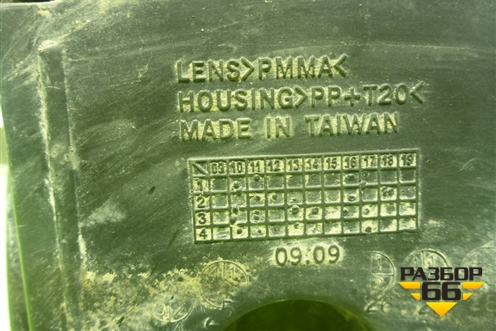 LENS>PMMA<
HOUSING>PP+T20<
MADE IN TAIWAN
09 10 11 12 13 14 15 16 17 18 19
1
2
3
4
09.09
РАЗБОР
66